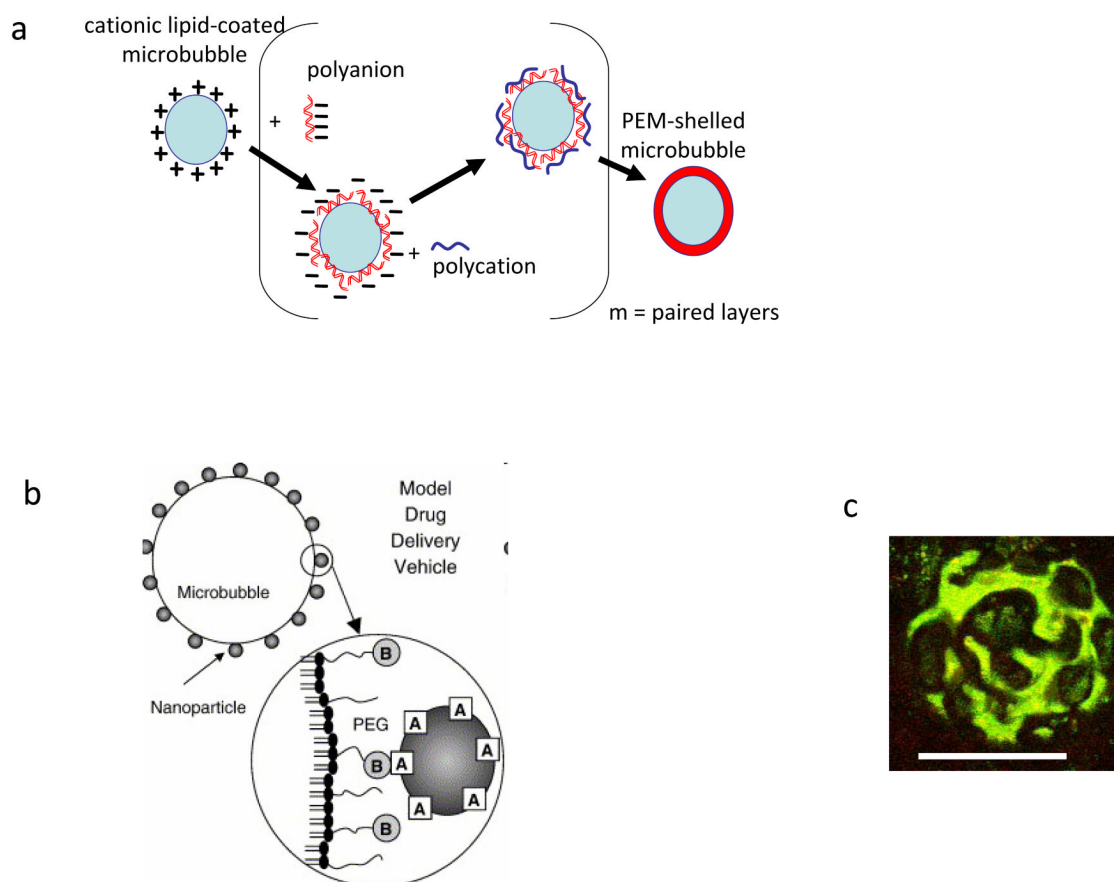 a
cationic lipid-coated
microbubble
+
polyanion
+
polycation
PEM-shelled
microbubble
m = paired layers
b
Model
Drug
Delivery
Vehicle
Microbubble
Nanoparticle
B
PEG
A
A
A
B
A
A
A
B
c